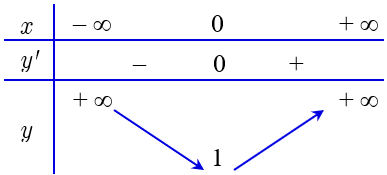 x −∞ 0 +∞
y′ − 0 +
+∞ +∞
y
1